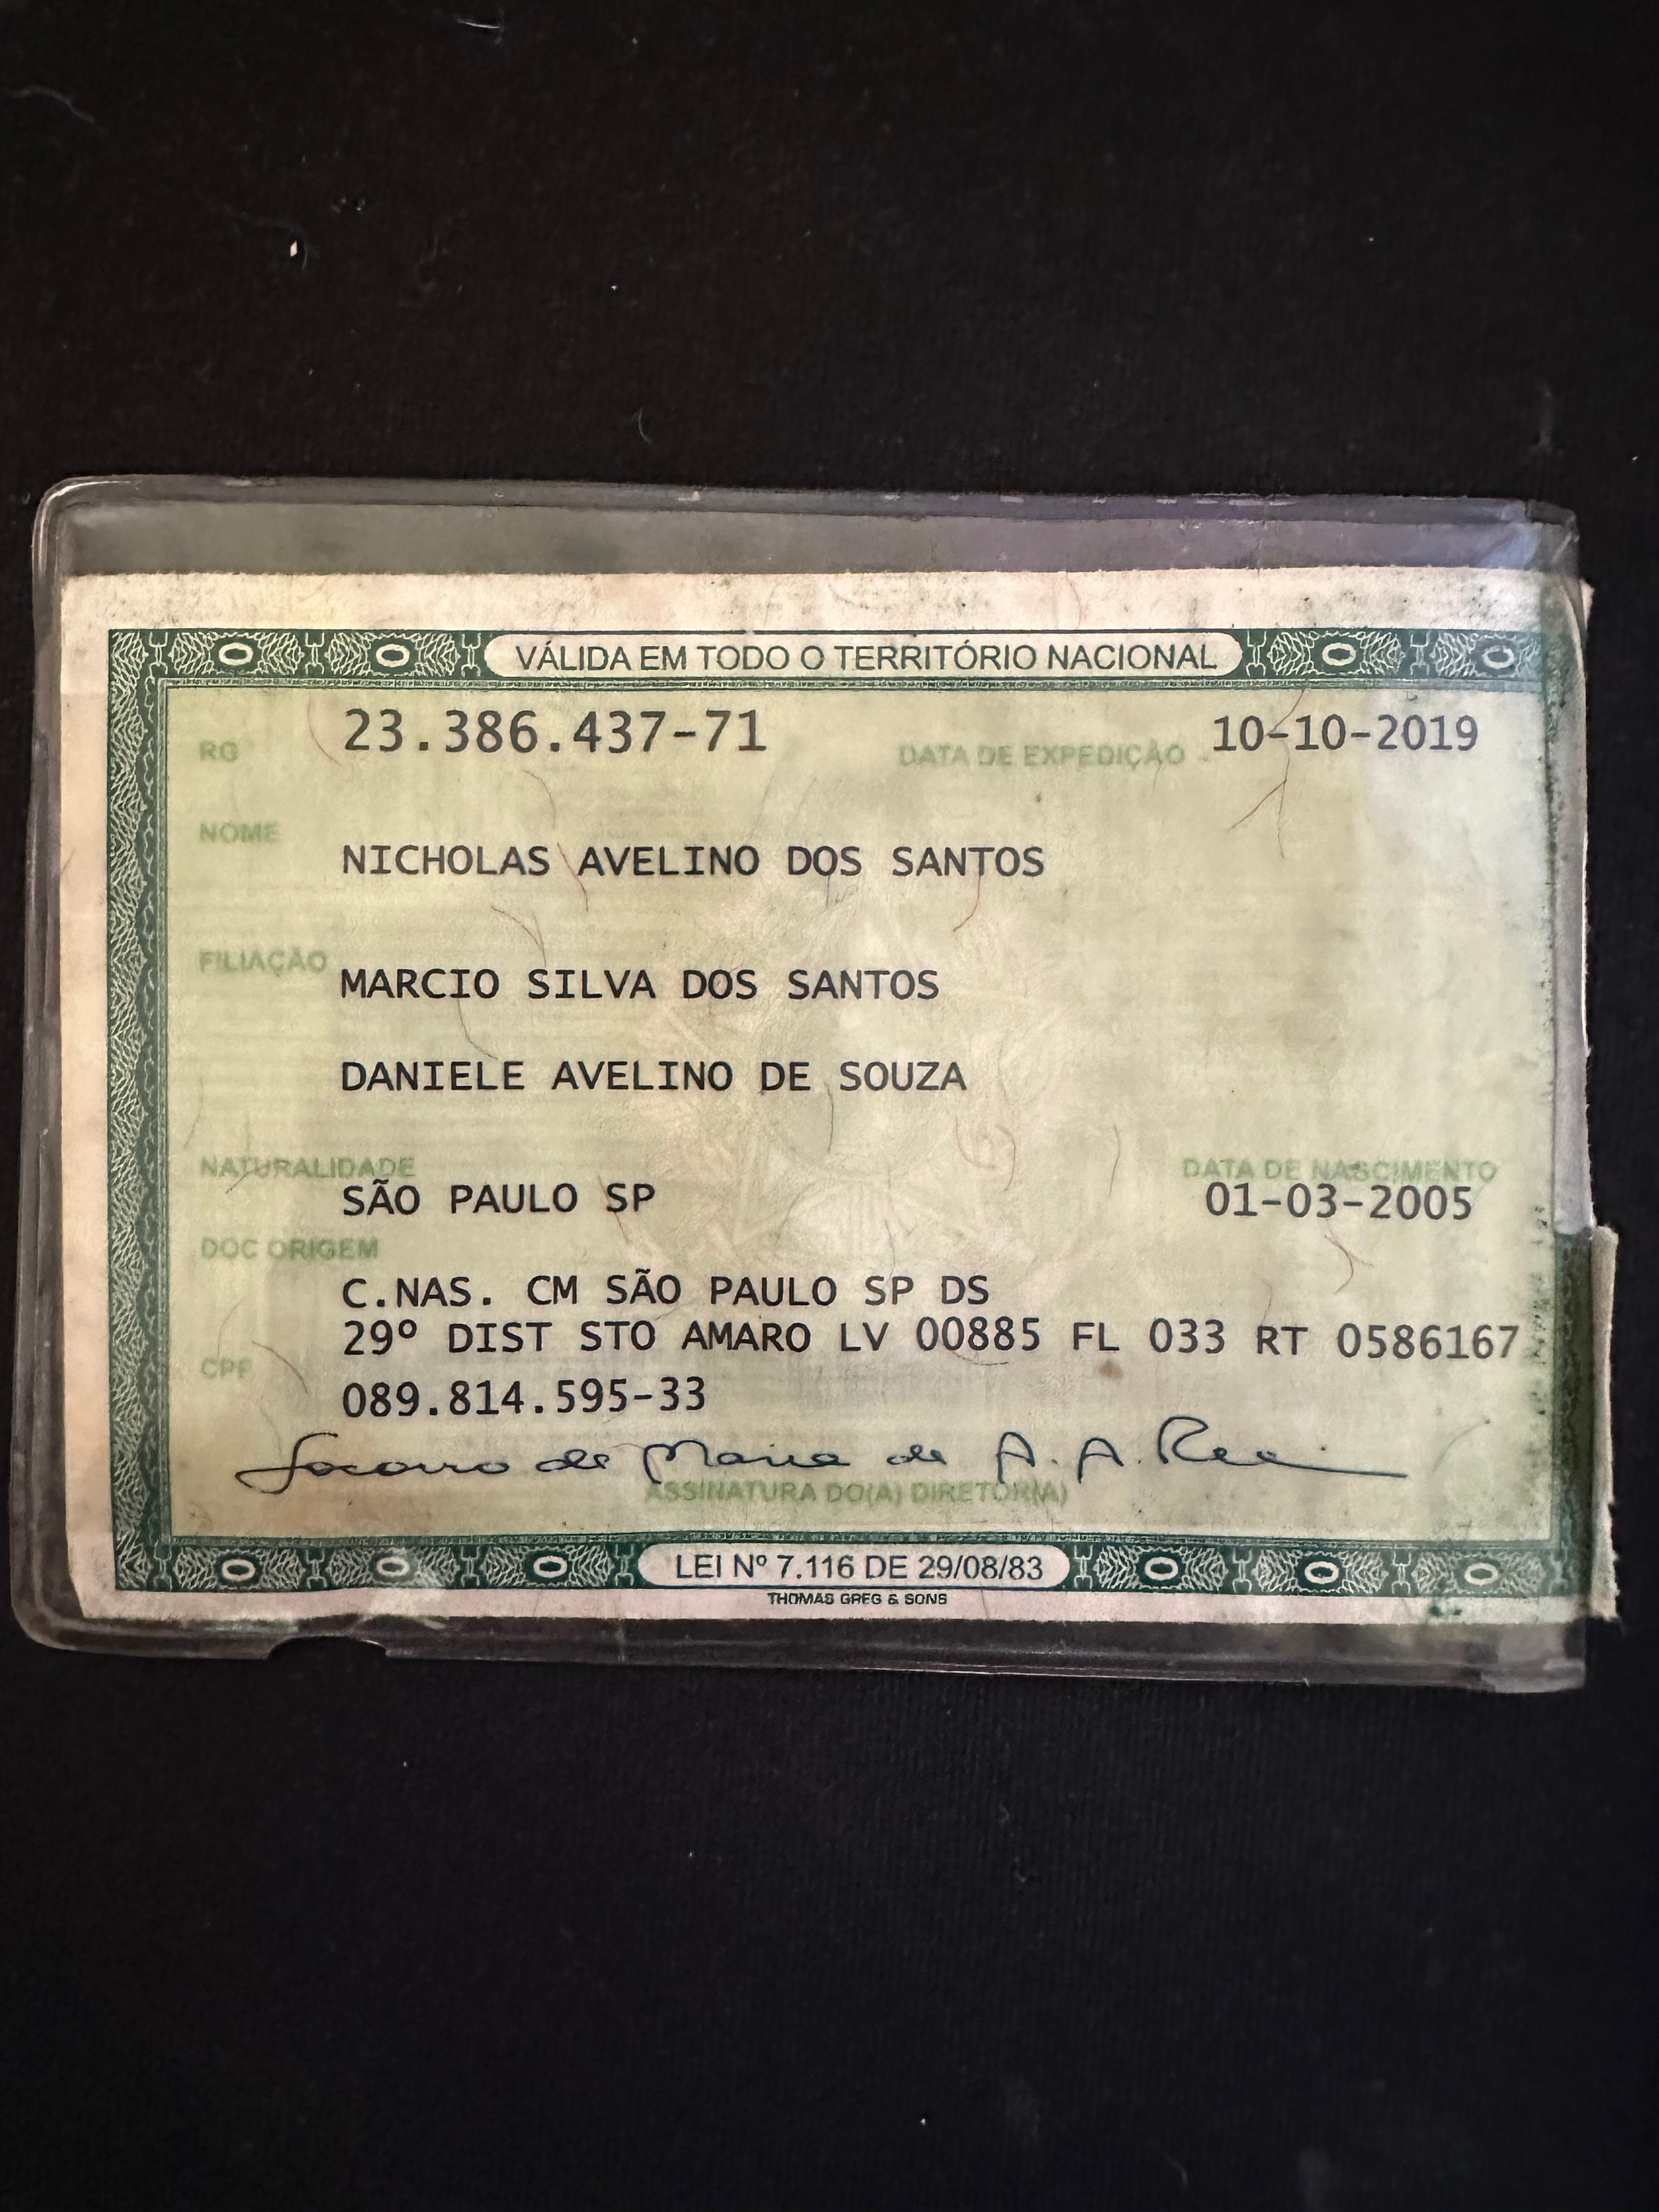 VÁLIDA EM TODO O TERRITÓRIO NACIONAL
RG 23.386.437-71 DATA DE EXPEDIÇÃO 10-10-2019
NOME
NICHOLAS AVELINO DOS SANTOS
FILIAÇÃO
MARCIO SILVA DOS SANTOS
DANIELE AVELINO DE SOUZA
NATURALIDADE DATA DE NASCIMENTO
SÃO PAULO SP 01-03-2005
DOC ORIGEM
C.NAS. CM SÃO PAULO SP DS
29º DIST STO AMARO LV 00885 FL 033 RT 0586167
CPF
089.814.595-33
de Maria de A. A.
ASSINATURA DO(A) DIRETOR(A)
LEI Nº 7.116 DE 29/08/83
THOMAS GREG & SONS